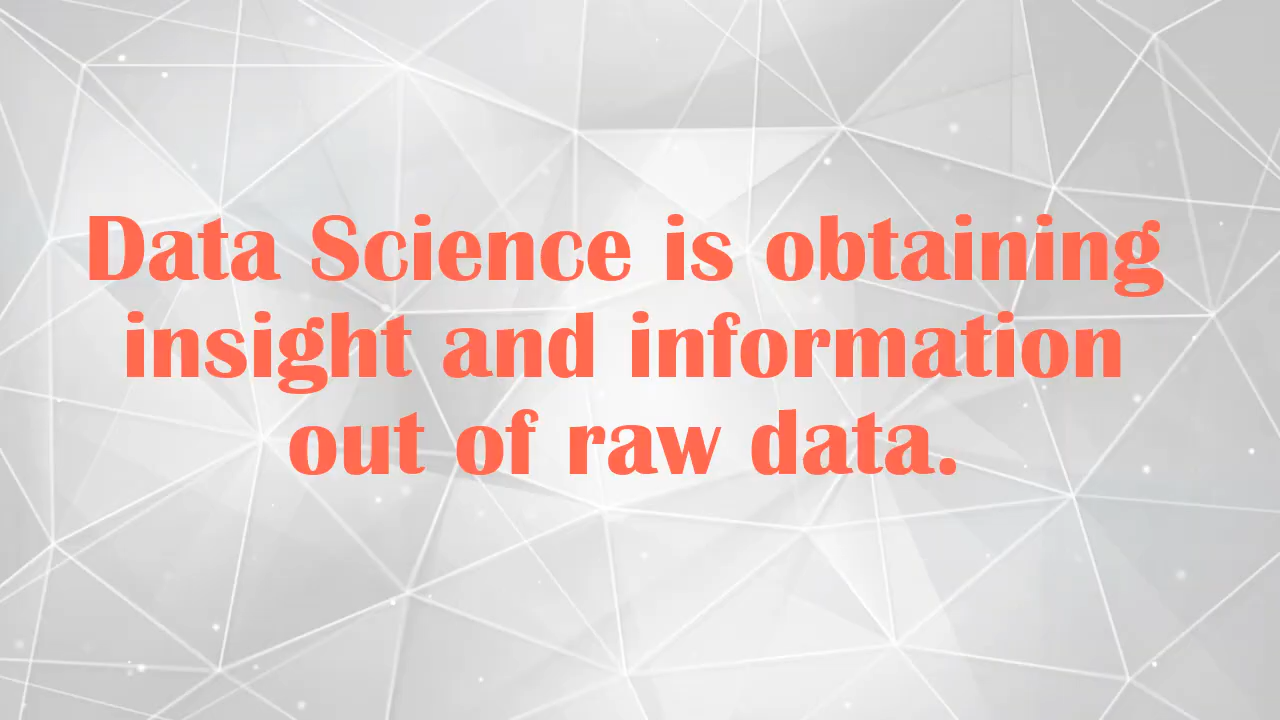 Data Science is obtaining
insight and information
out of raw data.